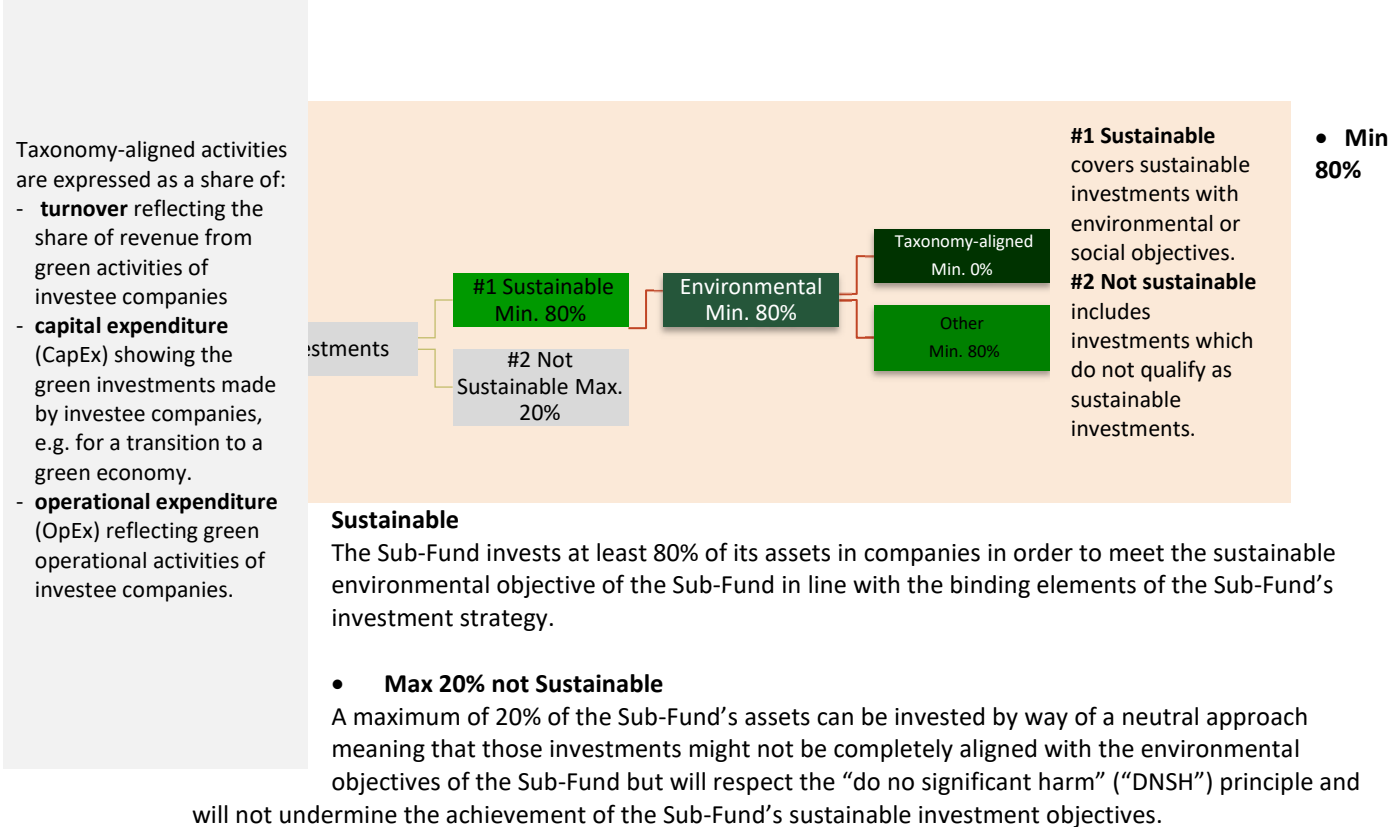 Taxonomy-aligned activities
are expressed as a share of:
- turnover reflecting the
share of revenue from
green activities of
investee companies
- capital expenditure
(CapEx) showing the
green investments made
by investee companies,
e.g. for a transition to a
green economy.
- operational expenditure
(OpEx) reflecting green
operational activities of
investee companies.
estments
#1 Sustainable
Min. 80%
#2 Not
Sustainable Max.
20%
Environmental
Min. 80%
Taxonomy-aligned
Min. 0%
Other
Min. 80%
#1 Sustainable
covers sustainable
investments with
environmental or
social objectives.
#2 Not sustainable
includes
investments which
do not qualify as
sustainable
investments.
• Min
80%
Sustainable
The Sub-Fund invests at least 80% of its assets in companies in order to meet the sustainable
environmental objective of the Sub-Fund in line with the binding elements of the Sub-Fund’s
investment strategy.
• Max 20% not Sustainable
A maximum of 20% of the Sub-Fund’s assets can be invested by way of a neutral approach
meaning that those investments might not be completely aligned with the environmental
objectives of the Sub-Fund but will respect the “do no significant harm” (“DNSH”) principle and
will not undermine the achievement of the Sub-Fund’s sustainable investment objectives.